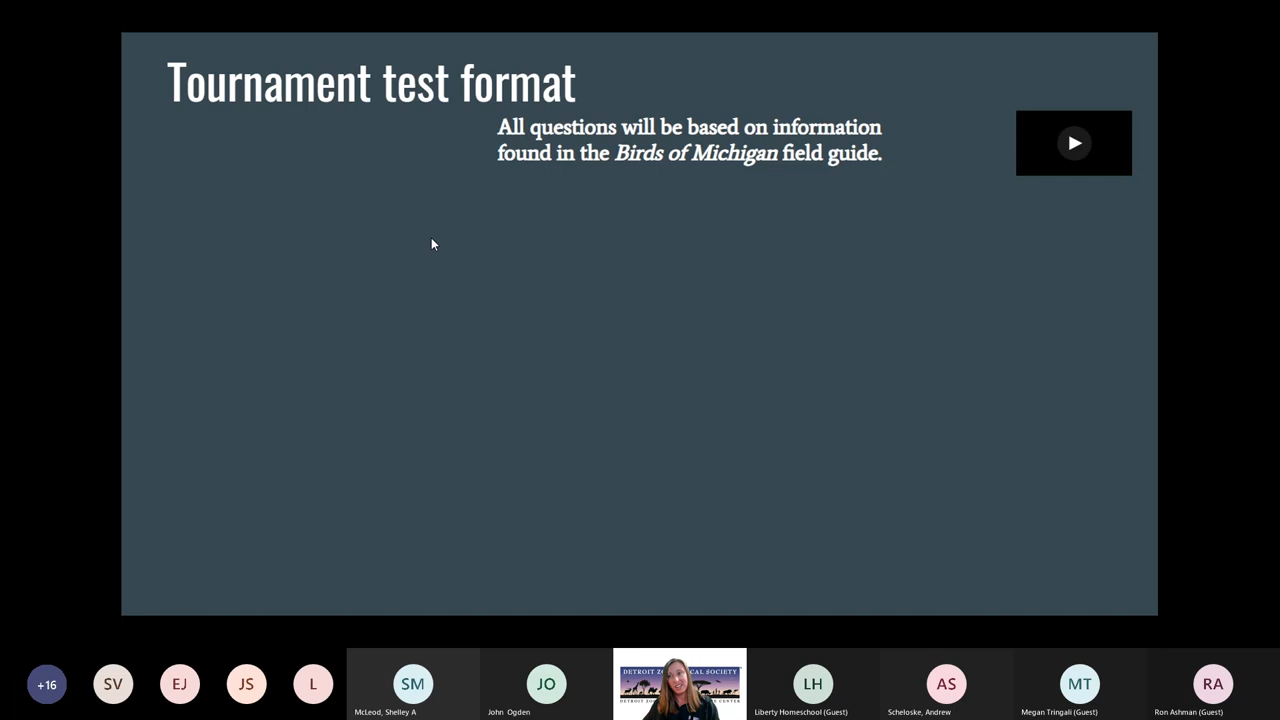 Tournament test format
All questions will be based on information
found in the Birds of Michigan field guide.
+16
SV
EJ
JS
L
SM
McLeod, Shelley A
JO
John Ogden
DETROIT
LH
Liberty Homeschool (Guest)
AS
Scheloske, Andrew
MT
Megan Tringali (Guest)
RA
Ron Ashman (Guest)